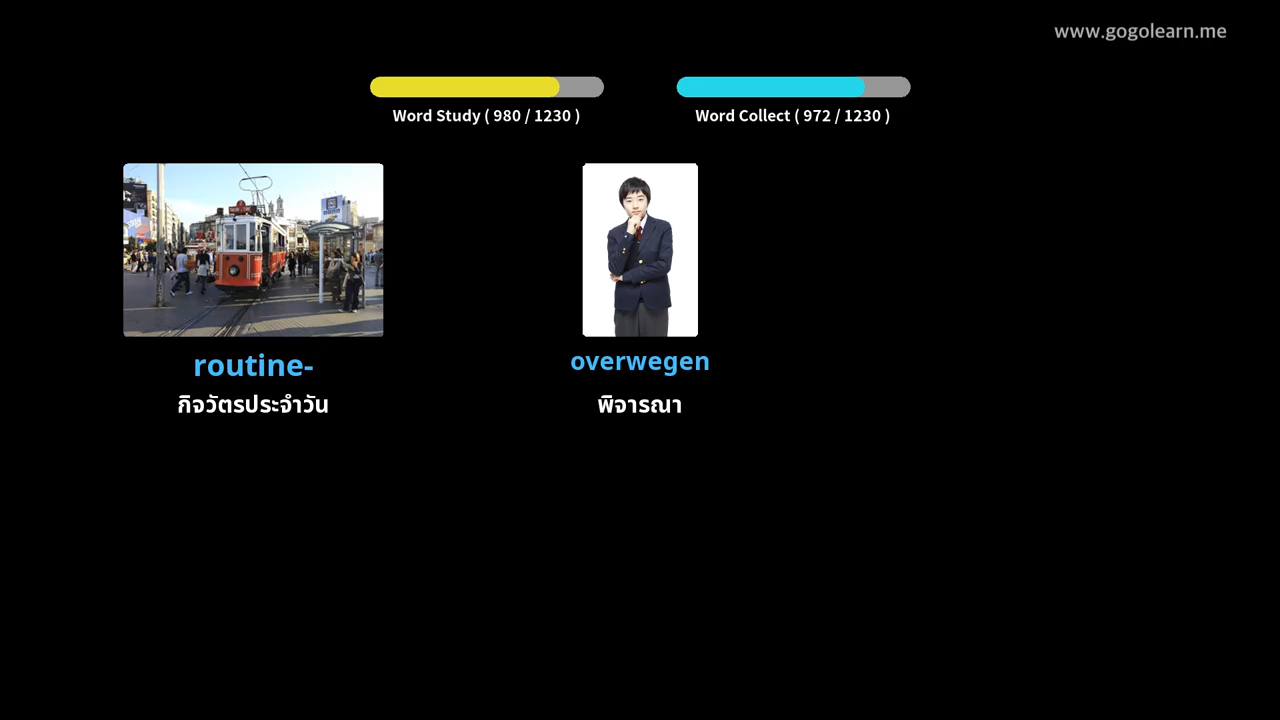 www.gogolearn.me
Word Study ( 980 / 1230 )
Word Collect ( 972 / 1230 )
routine-
กิจวัตรประจำวัน
overwegen
พิจารณา